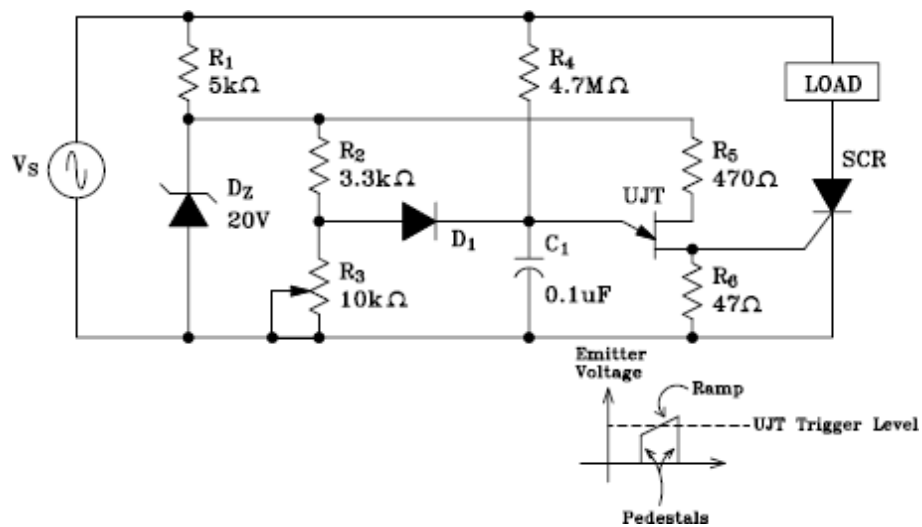 R1
5kΩ
R4
4.7MΩ
LOAD
VS
DZ
20V
R2
3.3kΩ
D1
C1
0.1uF
UJT
R5
470Ω
SCR
R3
10kΩ
R6
47Ω
Emitter
Voltage
Ramp
UJT Trigger Level
Pedestals